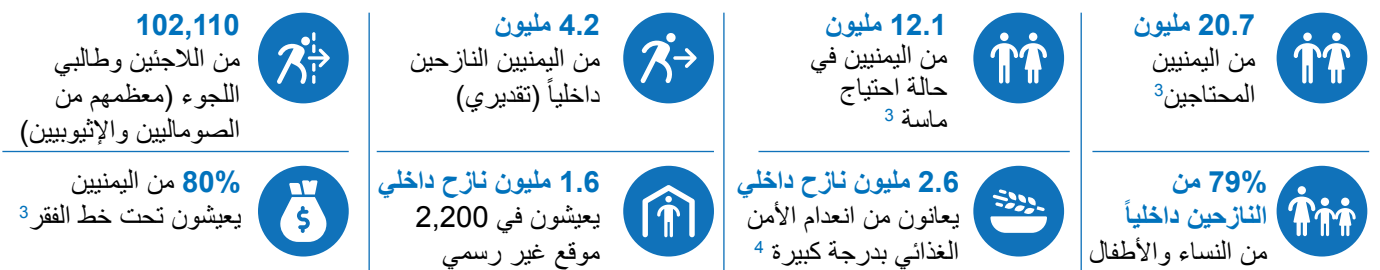 20.7 مليون
من اليمنيين
المحتاجين3
12.1 مليون
من اليمنيين في
حالة احتياج
ماسة 3
4.2 مليون
من اليمنيين النازحين
داخلياً (تقديري)
102,110
من اللاجئين وطالبي
اللجوء (معظمهم من
الصوماليين والإثيوبيين)
79% من
النازحين داخلياً
من النساء والأطفال
2.6 مليون نازح داخلي
يعانون من انعدام الأمن
الغذائي بدرجة كبيرة 4
1.6 مليون نازح داخلي
يعيشون في 2,200
موقع غير رسمي
80% من اليمنيين
يعيشون تحت خط الفقر3